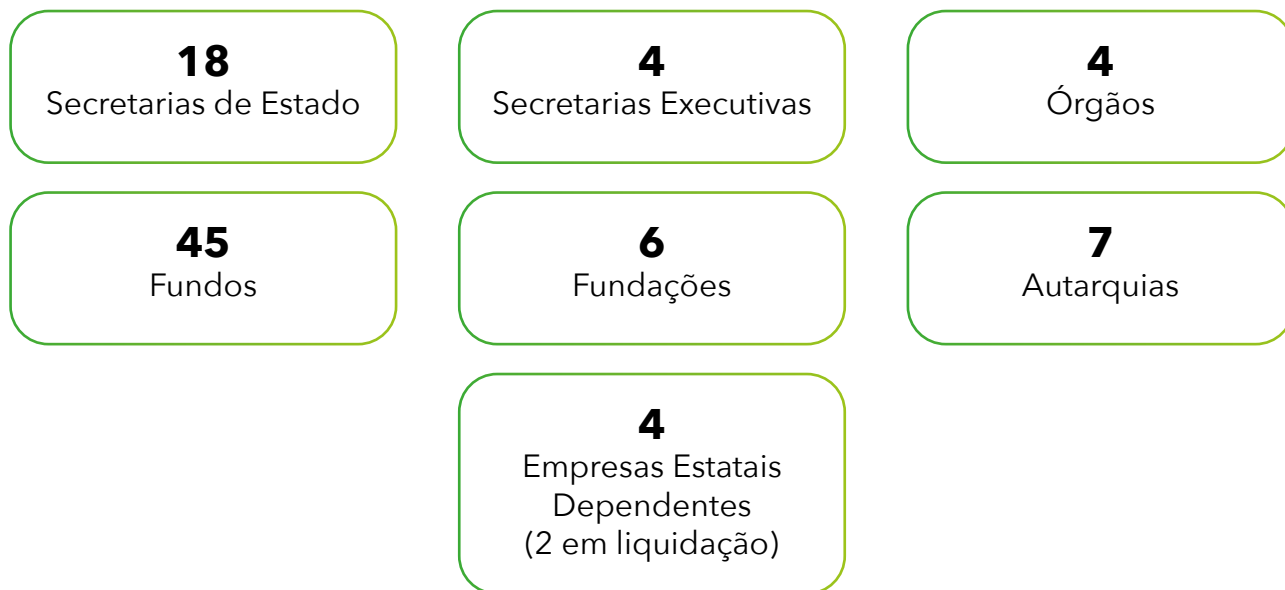 18
Secretarias de Estado
4
Secretarias Executivas
4
Órgãos
45
Fundos
6
Fundações
7
Autarquias
4
Empresas Estatais
Dependentes
(2 em liquidação)